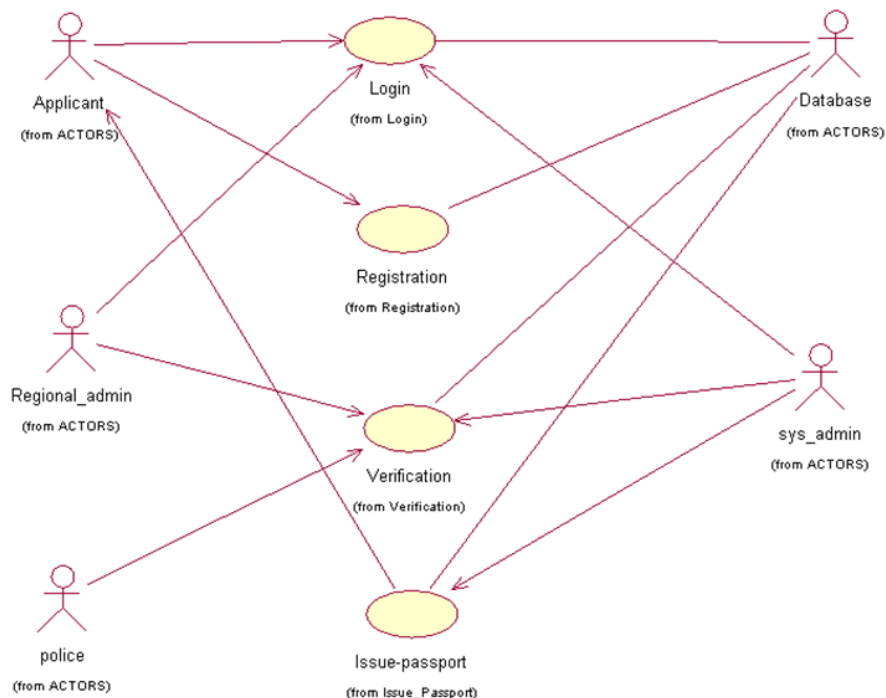 Applicant
(from ACTORS)
Login
(from Login)
Database
(from ACTORS)
Registration
(from Registration)
Regional_admin
(from ACTORS)
sys_admin
(from ACTORS)
Verification
(from Verification)
police
(from ACTORS)
Issue-passport
(from Issue_Passport)